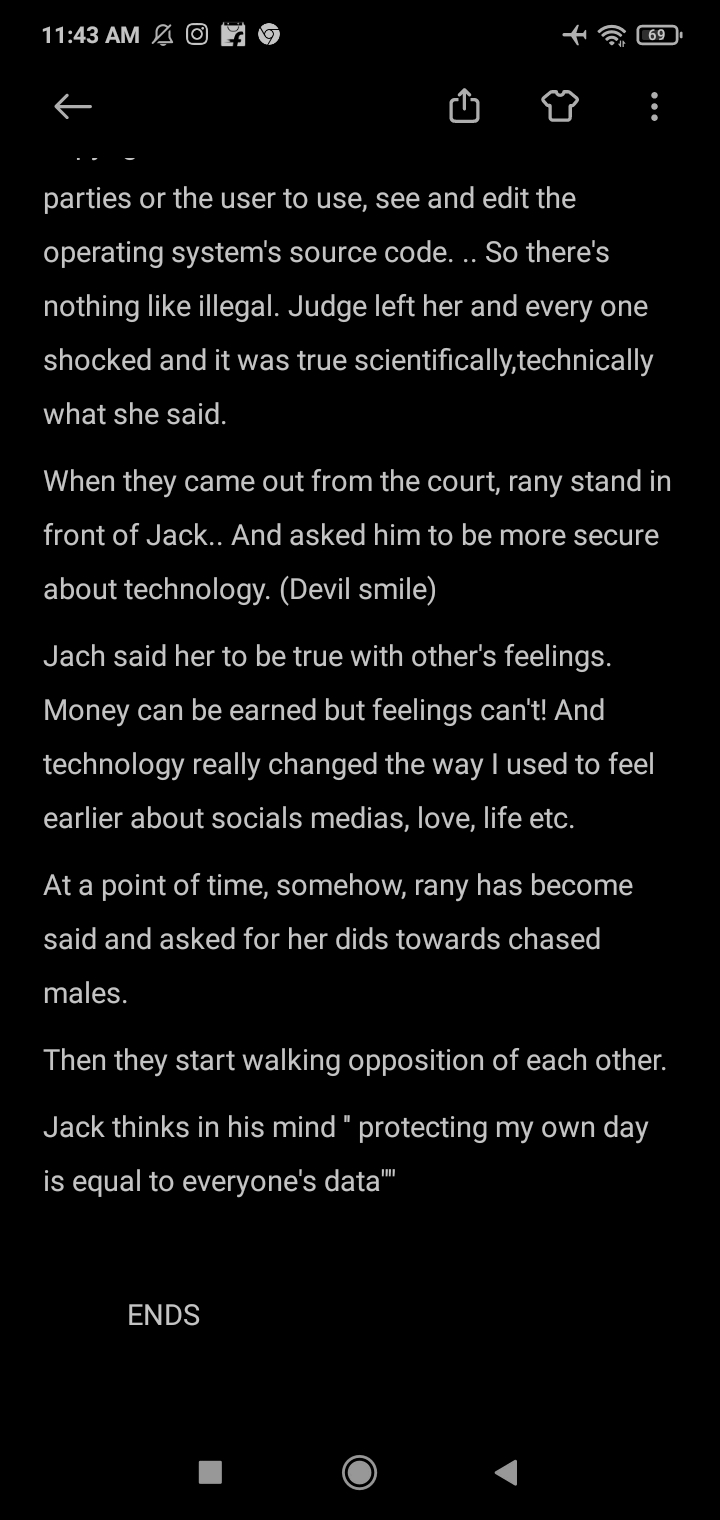 11:43 AM
69
parties or the user to use, see and edit the
operating system's source code. .. So there's
nothing like illegal. Judge left her and every one
shocked and it was true scientifically,technically
what she said.
When they came out from the court, rany stand in
front of Jack.. And asked him to be more secure
about technology. (Devil smile)
Jach said her to be true with other's feelings.
Money can be earned but feelings can't! And
technology really changed the way I used to feel
earlier about socials medias, love, life etc.
At a point of time, somehow, rany has become
said and asked for her dids towards chased
males.
Then they start walking opposition of each other.
Jack thinks in his mind " protecting my own day
is equal to everyone's data""
ENDS